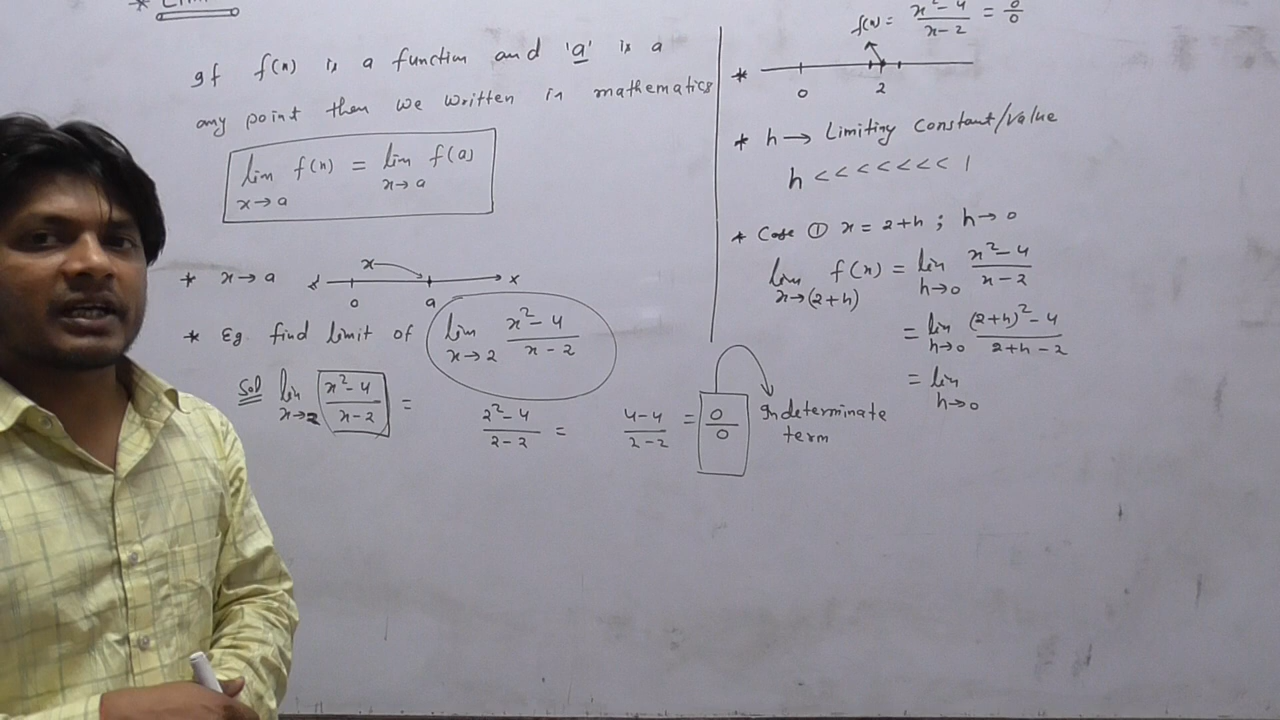 If f(x) is a function and 'a' is a
any point then we written in mathematics
lim x→a f(x) = lim x→a f(a)
* x→a
x
0 a x
* Eg. find limit of lim x→2 x²-4/x-2
Sol lim x→2 x²-4/x-2 = 2²-4/2-2 = 4-4/2-2 = 0/0 Indeterminate term
f(x) = x²-4/x-2 = 0/0
*
0 2
* h→ Limiting Constant/Value
h <<<<<<< 1
* Case ① x = 2+h ; h→0
lim x→(2+h) f(x) = lim h→0 x²-4/x-2
= lim h→0 (2+h)²-4/2+h-2
= lim h→0